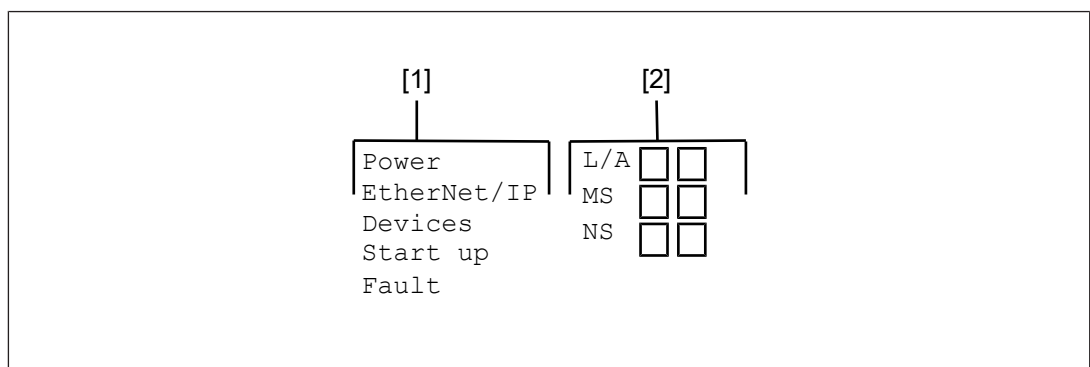 [1] [2]
Power
EtherNet/IP
Devices
Start up
Fault
L/A
MS
NS